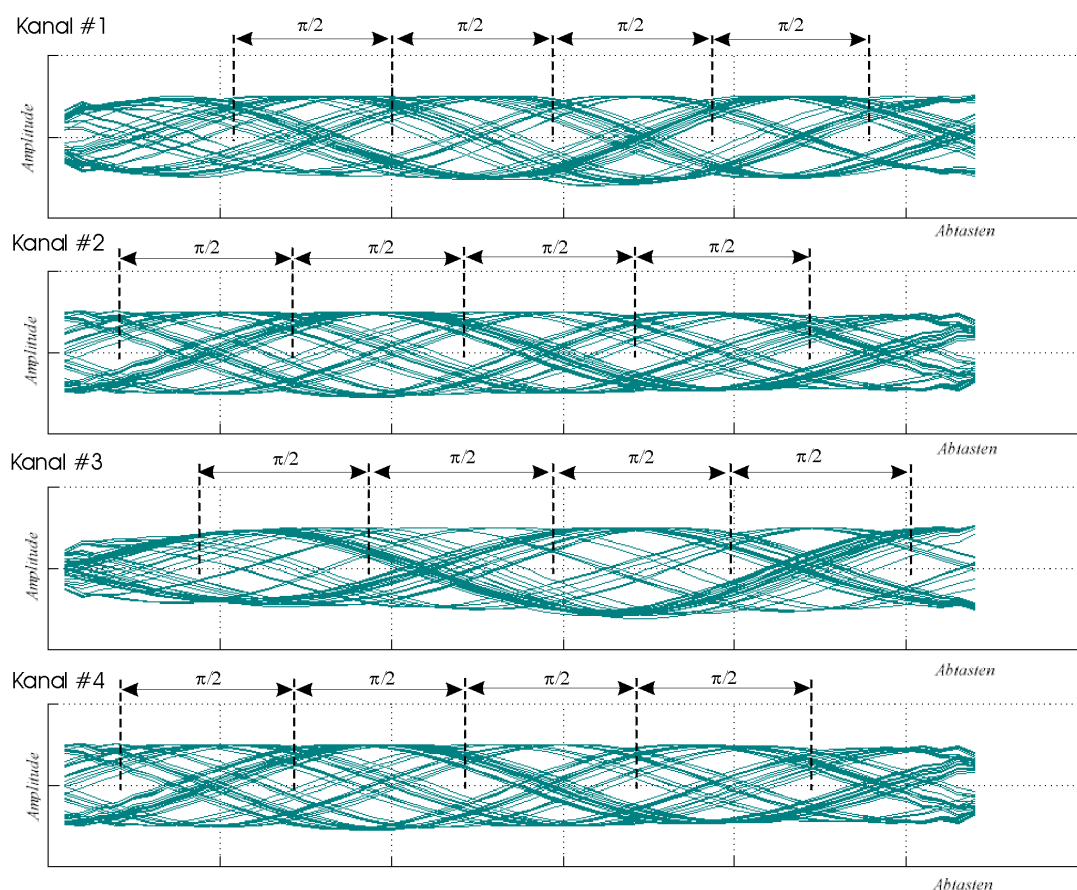 Kanal #1
π/2 π/2 π/2 π/2
Amplitude
Abtasten
Kanal #2
π/2 π/2 π/2 π/2
Amplitude
Abtasten
Kanal #3
π/2 π/2 π/2 π/2
Amplitude
Abtasten
Kanal #4
π/2 π/2 π/2 π/2
Amplitude
Abtasten